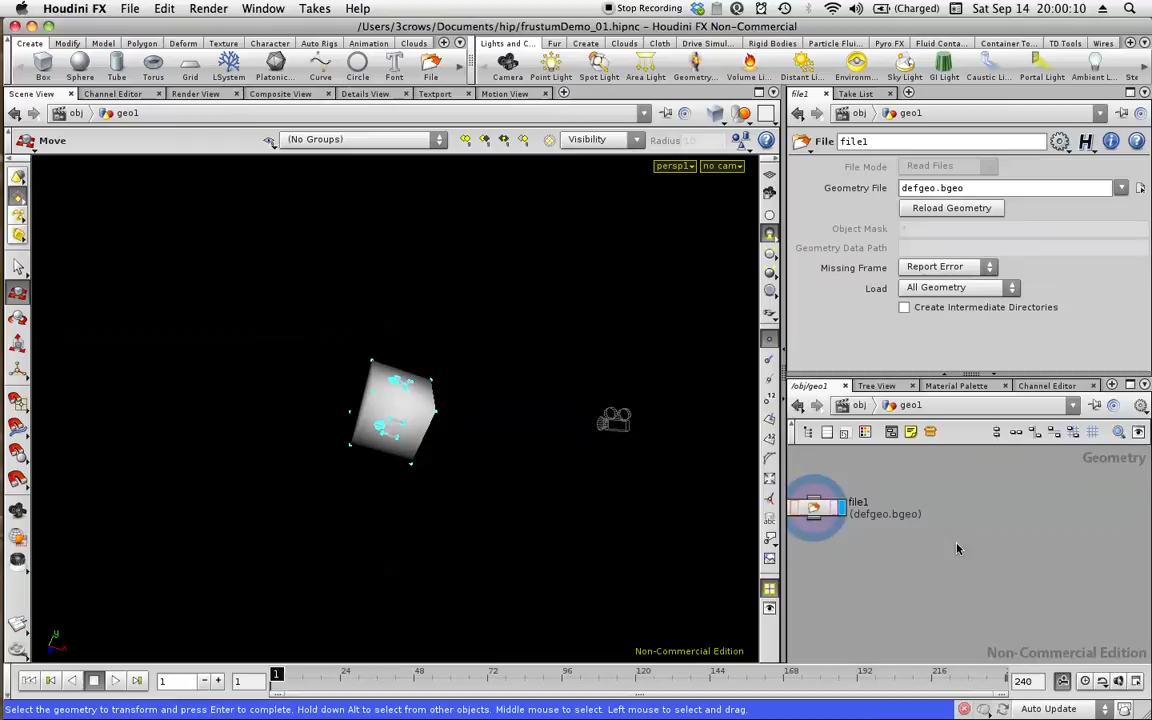 Houdini FX File Edit Render Window Takes Help Stop Recording (Charged) Sat Sep 14 20:00:10
/Users/3crows/Documents/hip/frustumDemo_01.hipnc - Houdini FX Non-Commercial
Create Modify Model Polygon Deform Texture Character Auto Rigs Animation Clouds
Lights and C... Fur Create Clouds Cloth Drive Simul... Rigid Bodies Particle Flui... Pyro FX Fluid Conta... Container To... TD Tools Wires
Box Sphere Tube Torus Grid LSystem Platonic... Curve Circle Font File
Camera Point Light Spot Light Area Light Geometry... Volume Li... Distant Li... Environ... Sky Light GI Light Caustic Li... Portal Light Ambient L... Ste
Scene View Channel Editor Render View Composite View Details View Textport Motion View
file1 Take List
obj geo1
obj geo1
Move (No Groups) Visibility Radius 10
File file1
persp1 no cam
File Mode Read Files
Geometry File defgeo.bgeo
Reload Geometry
Object Mask *
Geometry Data Path
Missing Frame Report Error
Load All Geometry
Create Intermediate Directories
/obj/geo1 Tree View Material Palette Channel Editor
obj geo1
Geometry
file1
(defgeo.bgeo)
Non-Commercial Edition
Non-Commercial Edition
y
1 1 1 24 48 72 96 120 144 168 192 216 240
Select the geometry to transform and press Enter to complete. Hold down Alt to select from other objects. Middle mouse to select. Left mouse to select and drag.
Auto Update